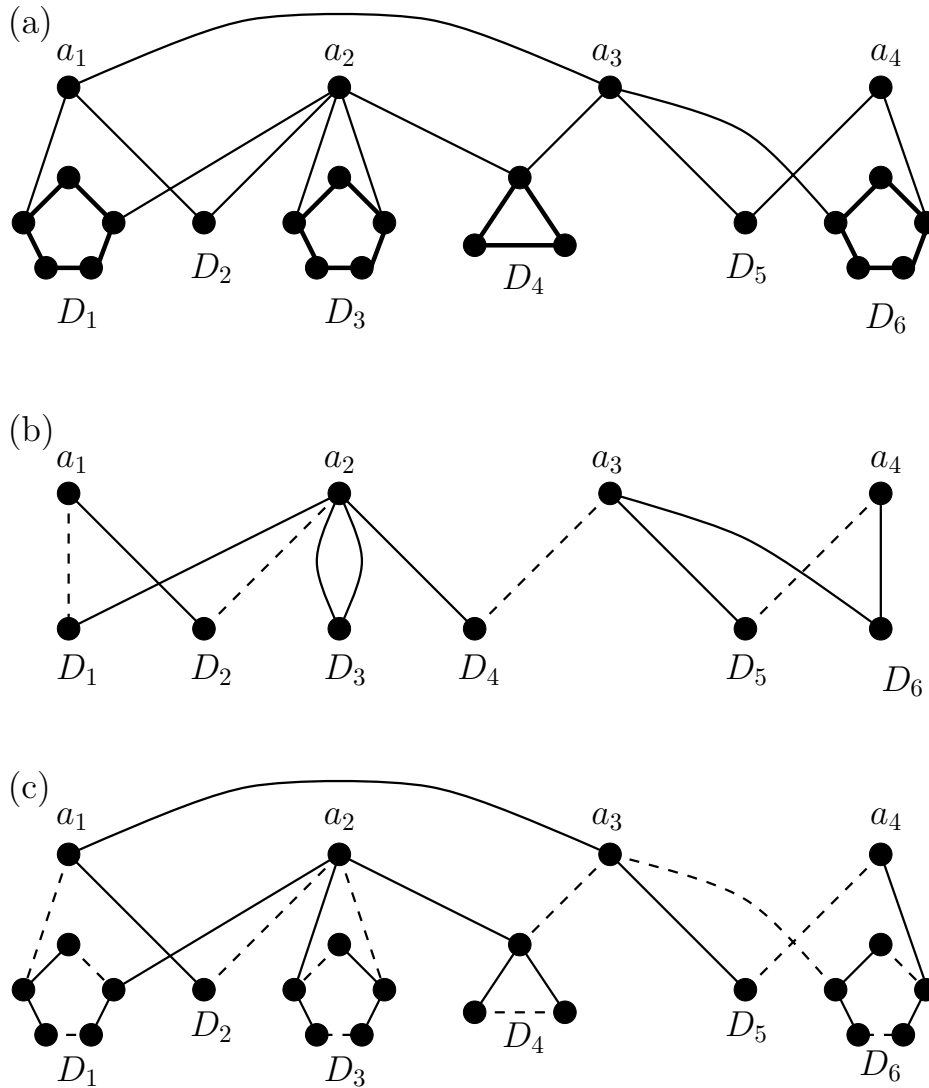 (a)
a₁ a₂ a₃ a₄
D₁ D₂ D₃ D₄ D₅ D₆
(b)
a₁ a₂ a₃ a₄
D₁ D₂ D₃ D₄ D₅ D₆
(c)
a₁ a₂ a₃ a₄
D₁ D₂ D₃ D₄ D₅ D₆